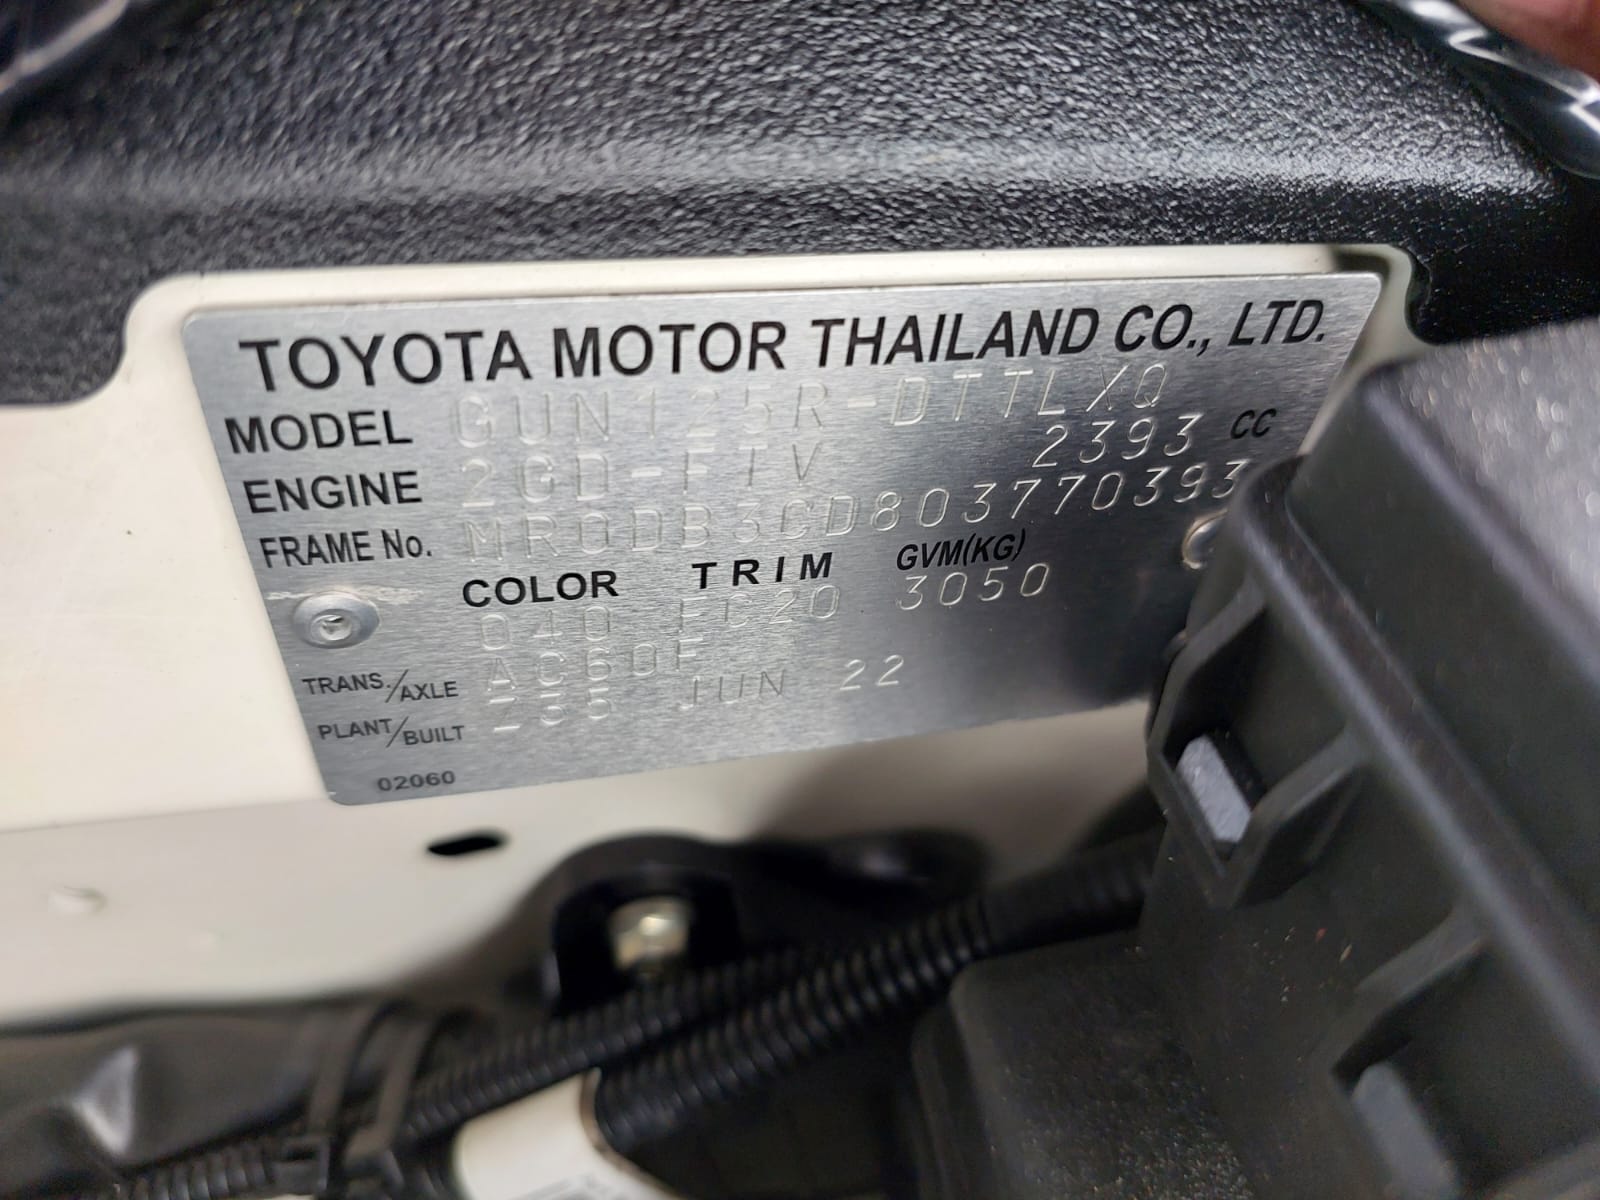 TOYOTA MOTOR THAILAND CO., LTD.
MODEL GUN125R-DTTLXQ
ENGINE 2GD-FTV 2393 CC
FRAME No. MR0DB3CD803770393
COLOR TRIM GVM(KG)
040 FC20 3050
TRANS./AXLE AC60F
PLANT/BUILT JUN 22
02060